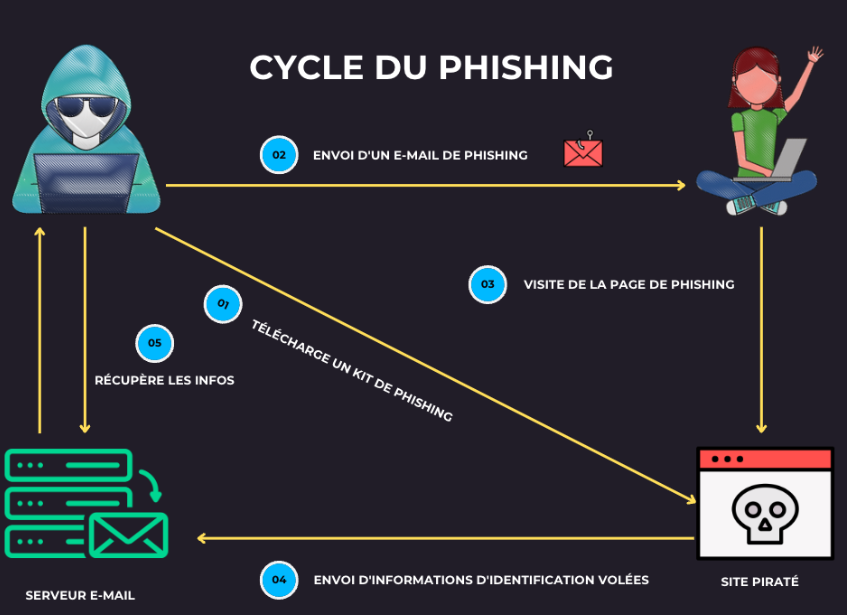 CYCLE DU PHISHING
02
ENVOI D'UN E-MAIL DE PHISHING
03
VISITE DE LA PAGE DE PHISHING
01
TÉLÉCHARGE UN KIT DE PHISHING
05
RÉCUPÈRE LES INFOS
04
ENVOI D'INFORMATIONS D'IDENTIFICATION VOLÉES
SITE PIRATÉ
SERVEUR E-MAIL